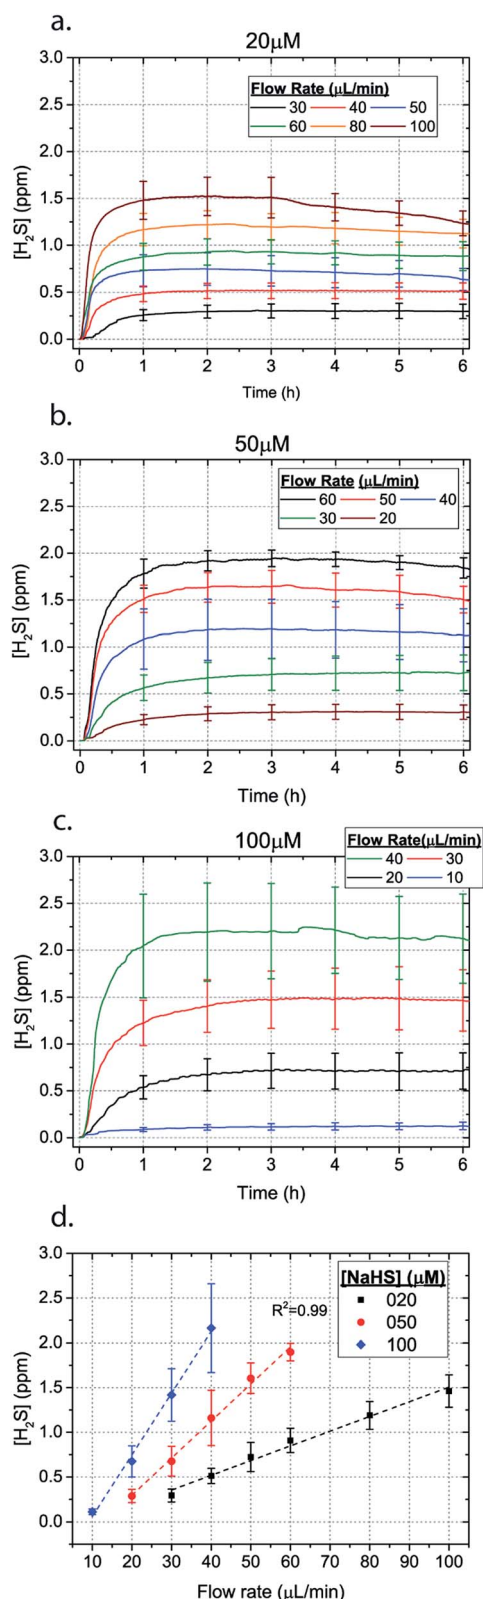 a.
20μM
Flow Rate (μL/min)
30 40 50
60 80 100
3.0
2.5
2.0
1.5
1.0
0.5
0.0
[H2S] (ppm)
0 1 2 3 4 5 6
Time (h)
b.
50μM
Flow Rate (μL/min)
60 50 40
30 20
3.0
2.5
2.0
1.5
1.0
0.5
0.0
[H2S] (ppm)
0 1 2 3 4 5 6
Time (h)
c.
100μM
Flow Rate(μL/min)
40 30
20 10
3.0
2.5
2.0
1.5
1.0
0.5
0.0
[H2S] (ppm)
0 1 2 3 4 5 6
Time (h)
d.
[NaHS] (μM)
020
050
100
R²=0.99
3.0
2.5
2.0
1.5
1.0
0.5
0.0
[H2S] (ppm)
10 20 30 40 50 60 70 80 90 100
Flow rate (μL/min)